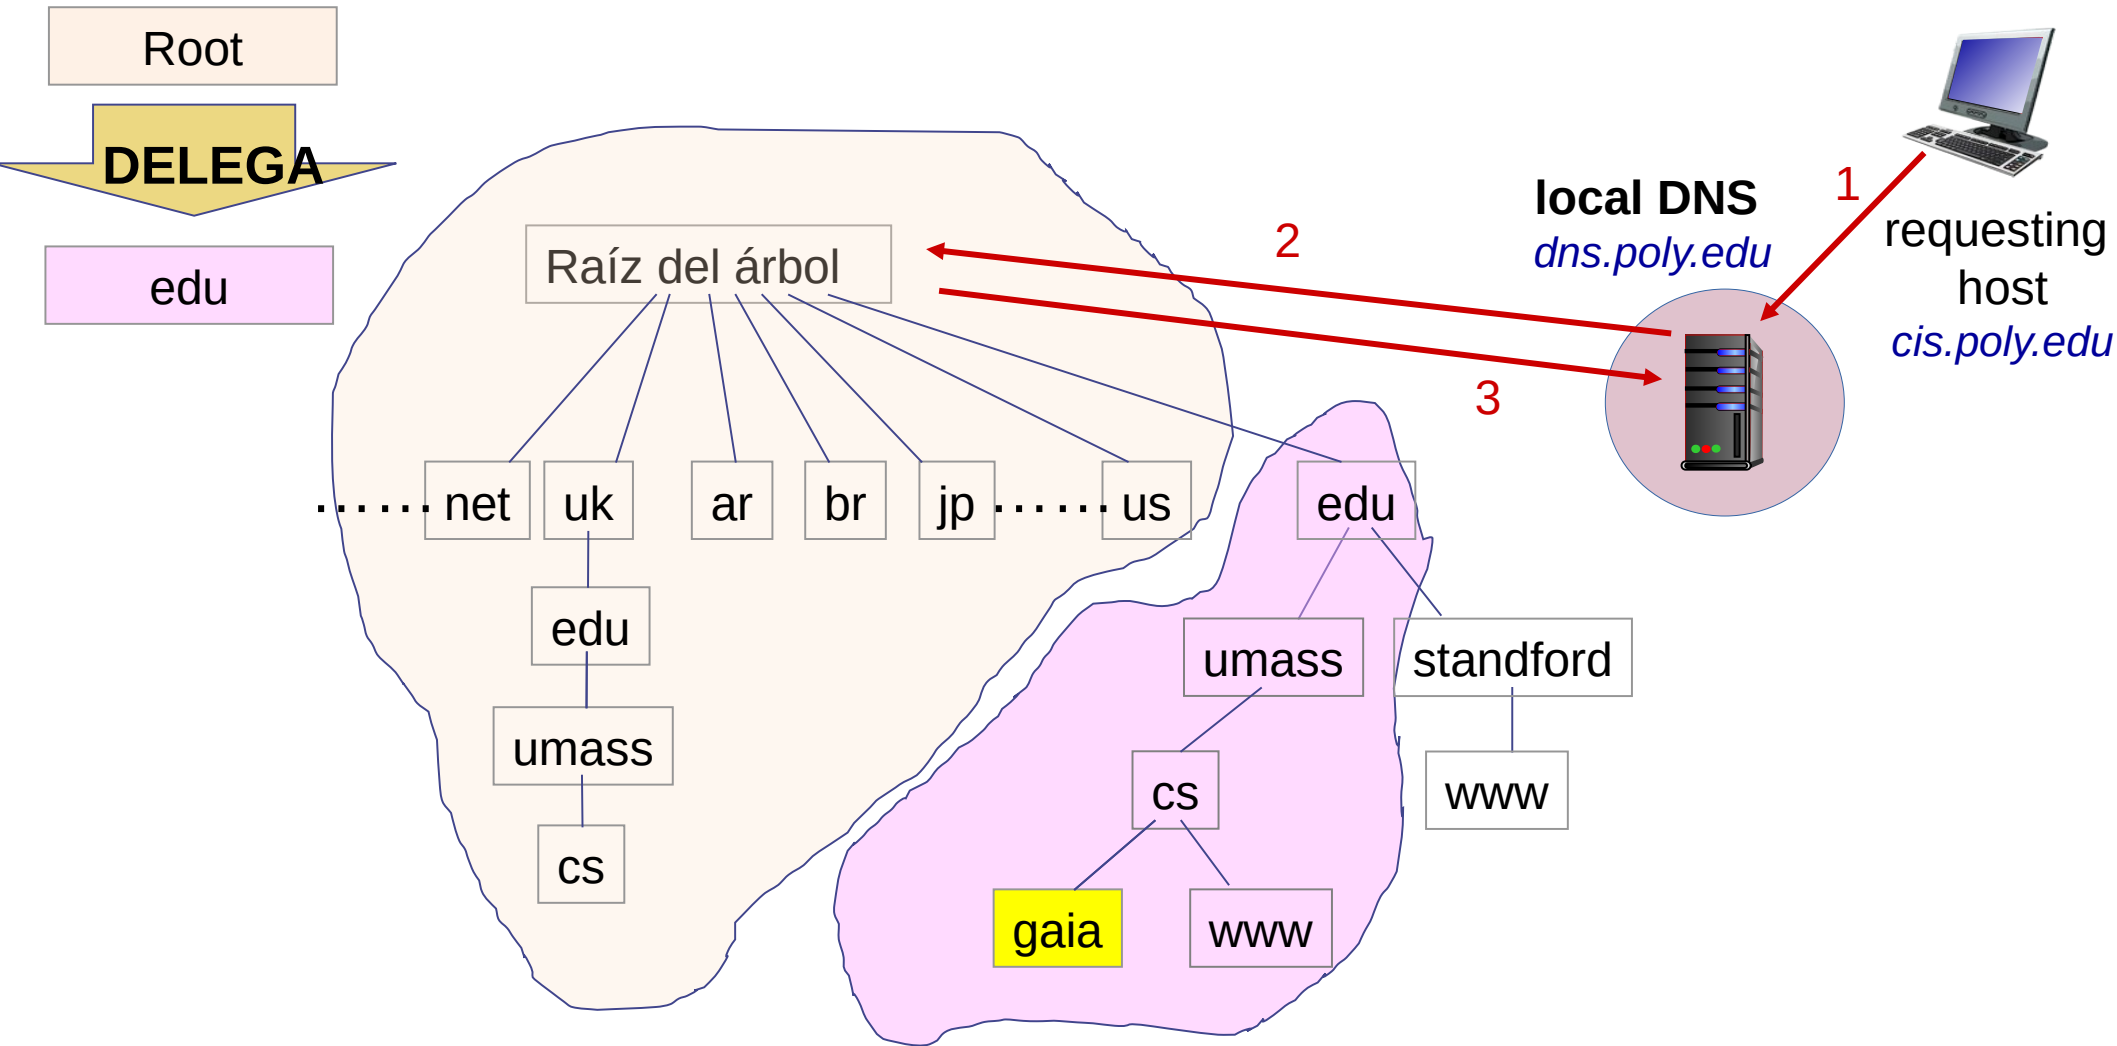 Root
DELEGA
edu
Raíz del árbol
local DNS
dns.poly.edu
1
2
3
requesting
host
cis.poly.edu
...... net uk ar br jp ...... us edu
edu
umass standford
umass
cs www
cs
gaia www